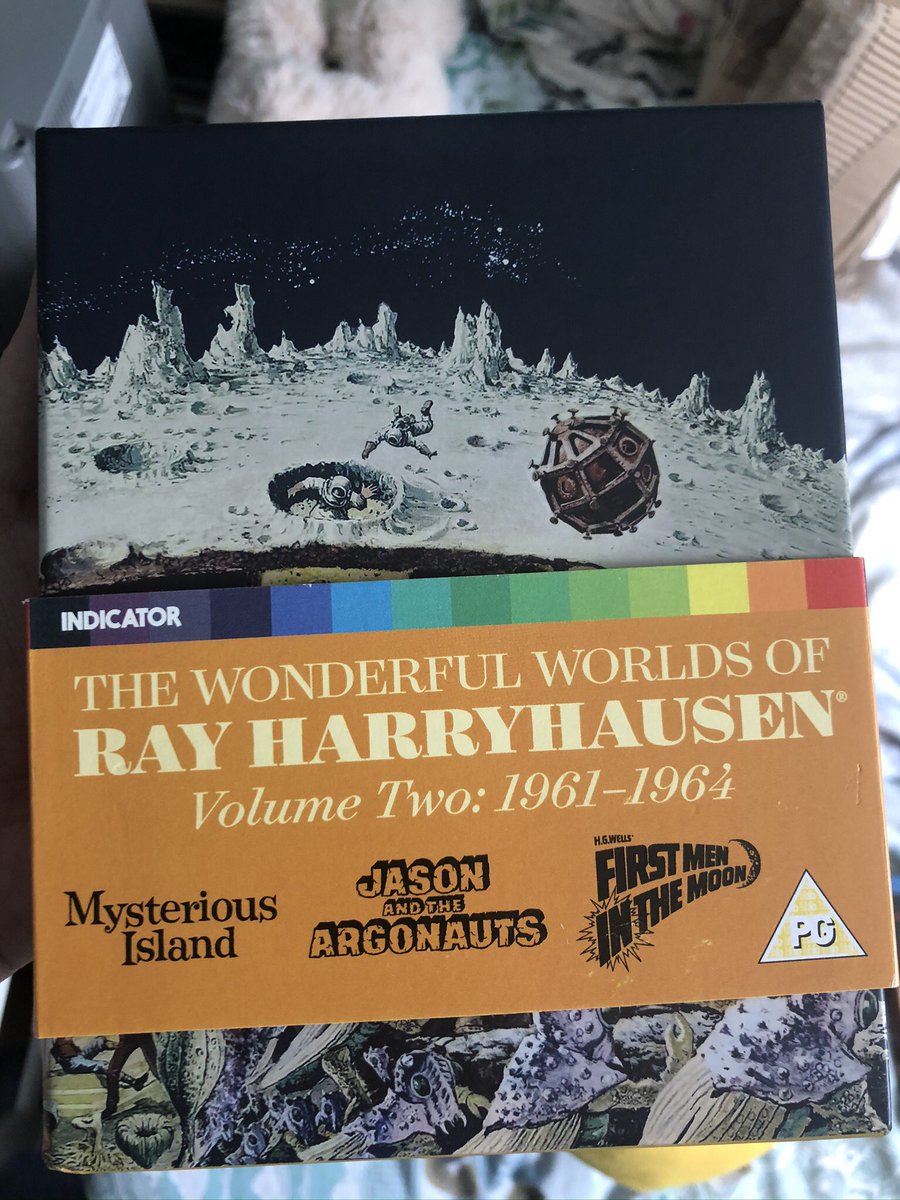 INDICATOR
THE WONDERFUL WORLDS OF
RAY HARRYHAUSEN®
Volume Two: 1961–1964
Mysterious
Island
JASON
AND THE
ARGONAUTS
H.G. WELLS'
FIRST MEN
IN THE MOON
PG